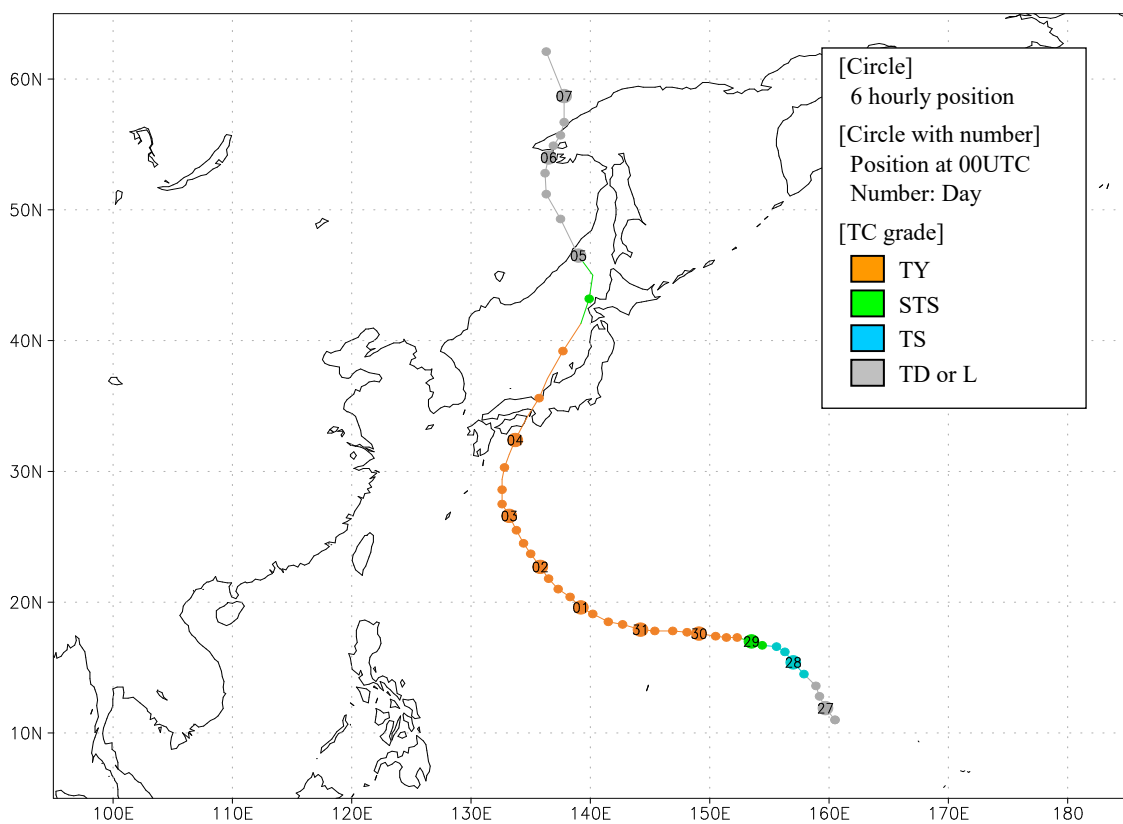 60N
50N
40N
30N
20N
10N
100E
110E
120E
130E
140E
150E
160E
170E
180
07
06
05
04
03
02
01
31
30
29
28
27
[Circle]
6 hourly position
[Circle with number]
Position at 00UTC
Number: Day
[TC grade]
TY
STS
TS
TD or L